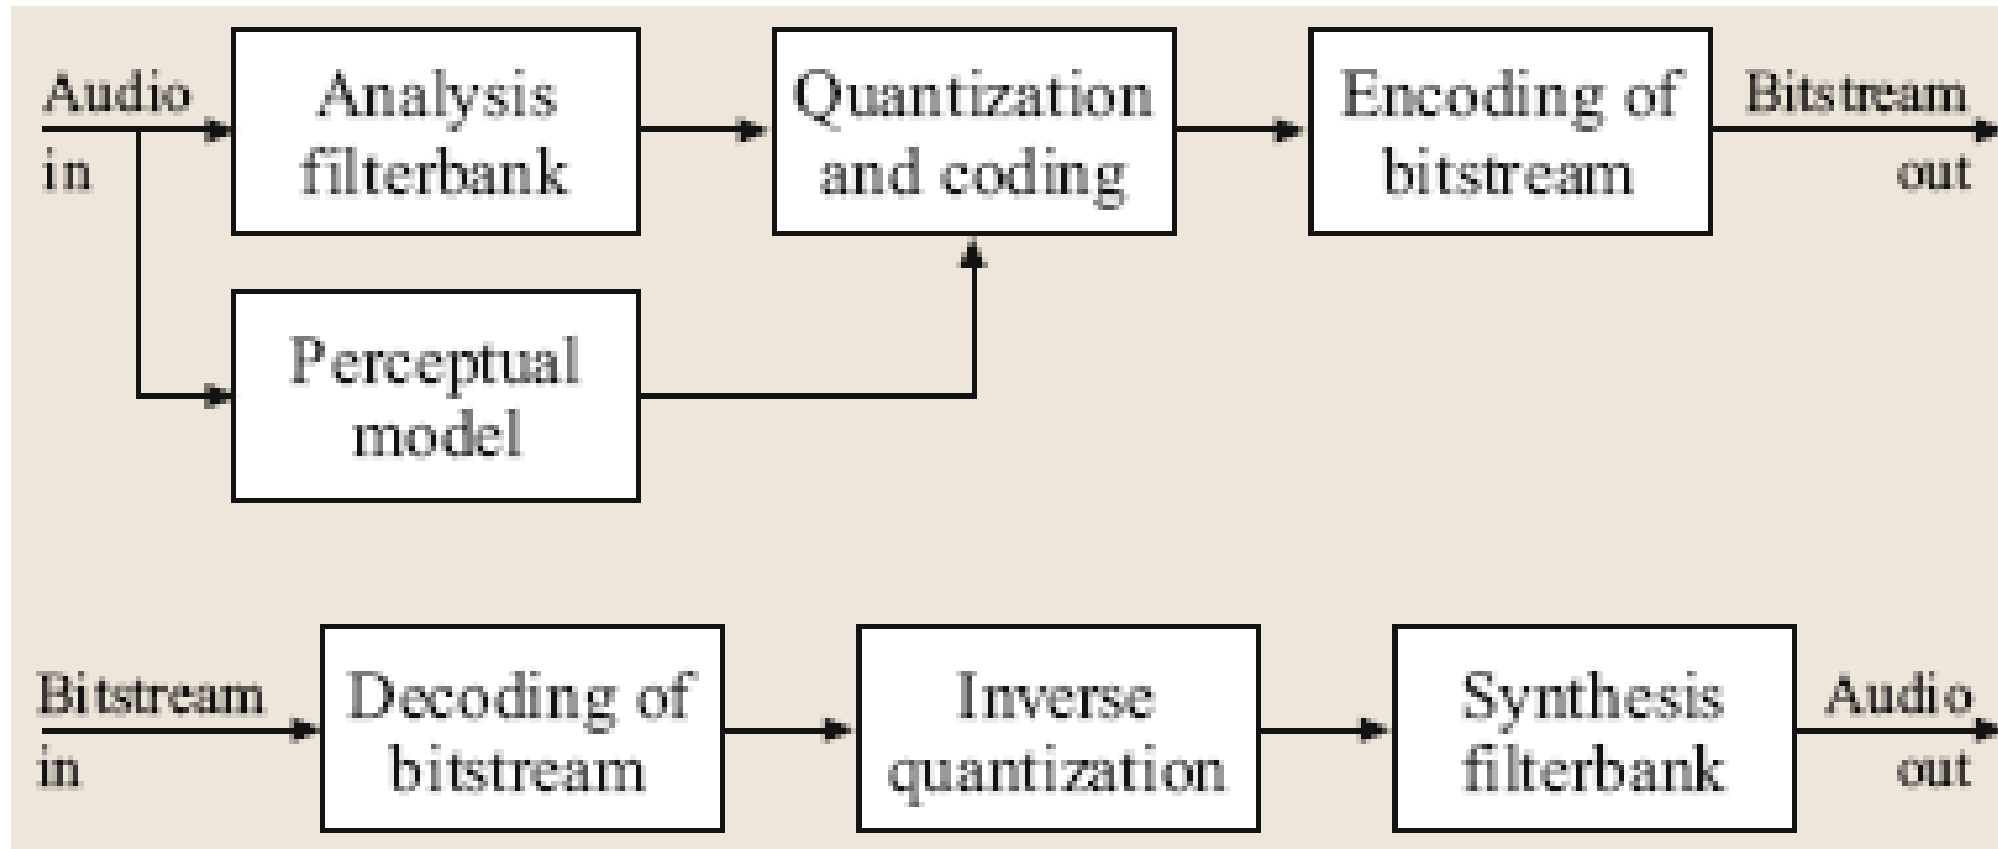 Audio
in
Analysis
filterbank
Quantization
and coding
Encoding of
bitstream
Bitstream
out
Perceptual
model
Bitstream
in
Decoding of
bitstream
Inverse
quantization
Synthesis
filterbank
Audio
out